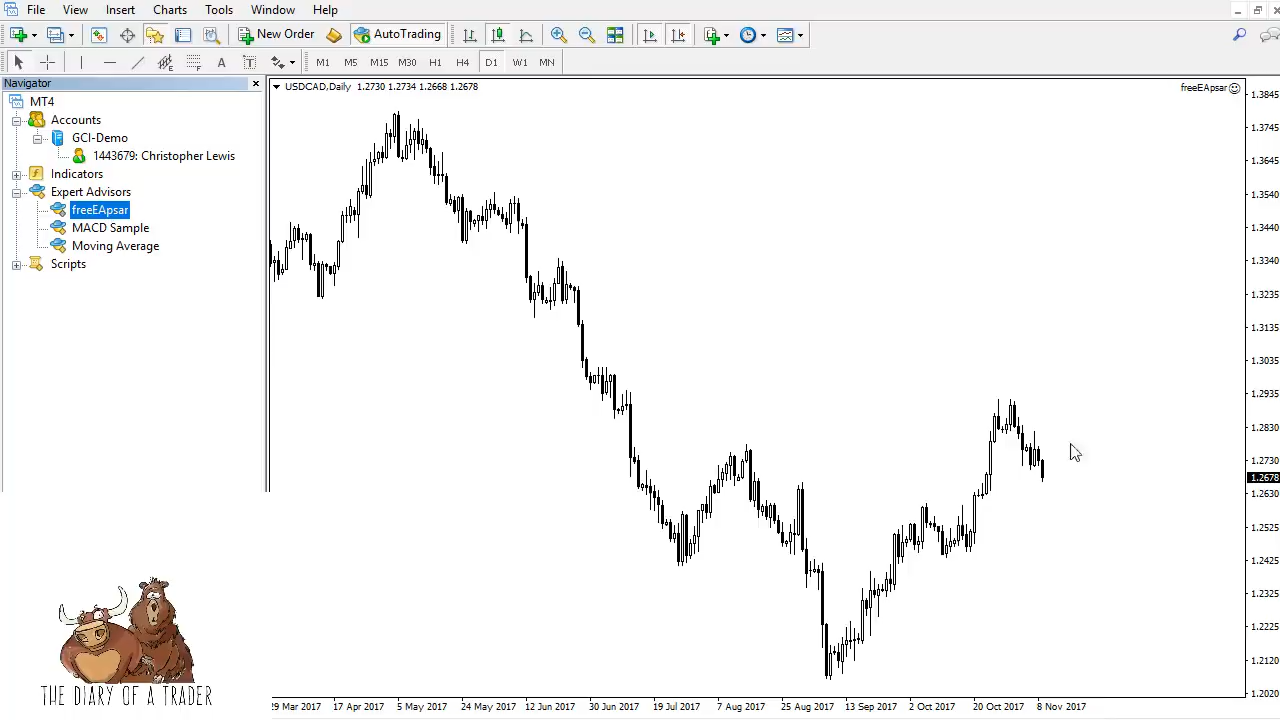 File View Insert Charts Tools Window Help
New Order AutoTrading
A T M1 M5 M15 M30 H1 H4 D1 W1 MN
Navigator
MT4
Accounts
GCI-Demo
1443679: Christopher Lewis
Indicators
Expert Advisors
freeEApsar
MACD Sample
Moving Average
Scripts
USDCAD,Daily 1.2730 1.2734 1.2668 1.2678
freeEApsar
1.3845
1.3745
1.3645
1.3540
1.3440
1.3340
1.3235
1.3135
1.3035
1.2935
1.2830
1.2730
1.2678
1.2630
1.2525
1.2425
1.2325
1.2225
1.2120
1.2020
29 Mar 2017 17 Apr 2017 5 May 2017 24 May 2017 12 Jun 2017 30 Jun 2017 19 Jul 2017 7 Aug 2017 25 Aug 2017 13 Sep 2017 2 Oct 2017 20 Oct 2017 8 Nov 2017
THE DIARY OF A TRADER